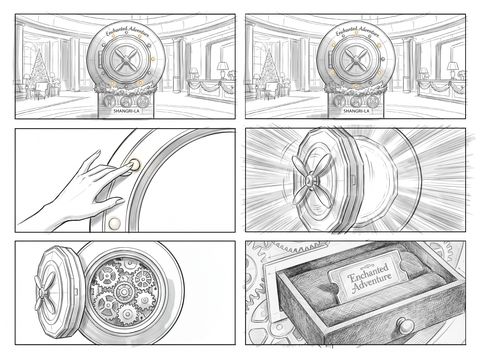 Enchanted Adventure
SHANGRI-LA
Enchanted Adventure
SHANGRI-LA
Enchanted
Adventure